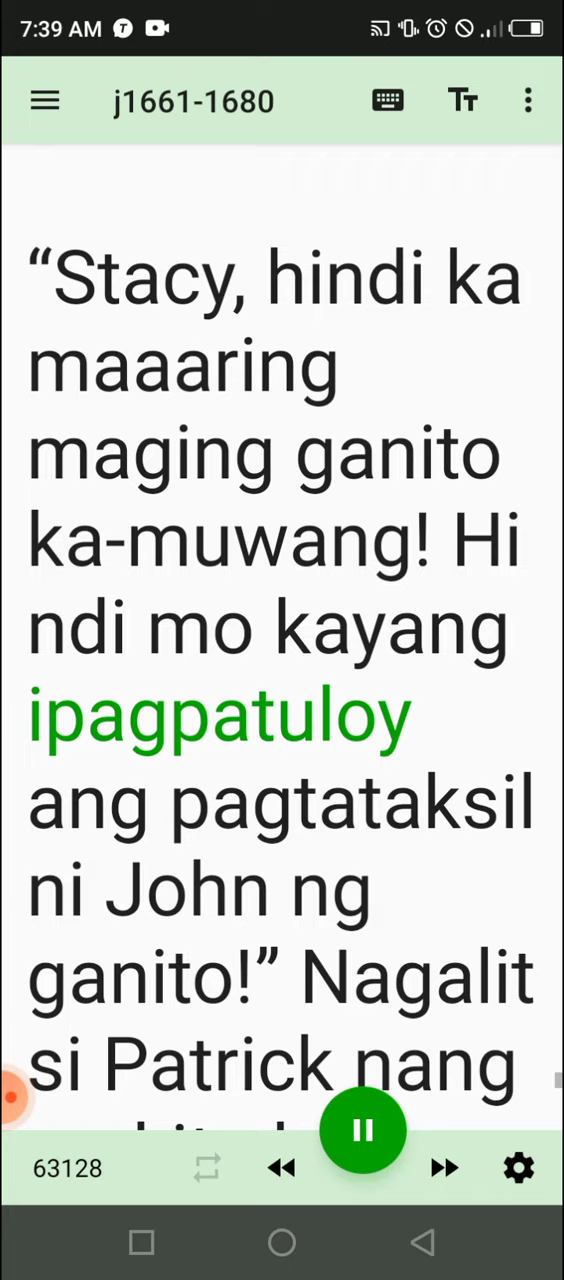 7:39 AM
j1661-1680
“Stacy, hindi ka
maaaring
maging ganito
ka-muwang! Hi
ndi mo kayang
ipagpatuloy
ang pagtataksil
ni John ng
ganito!” Nagalit
si Patrick nang
63128